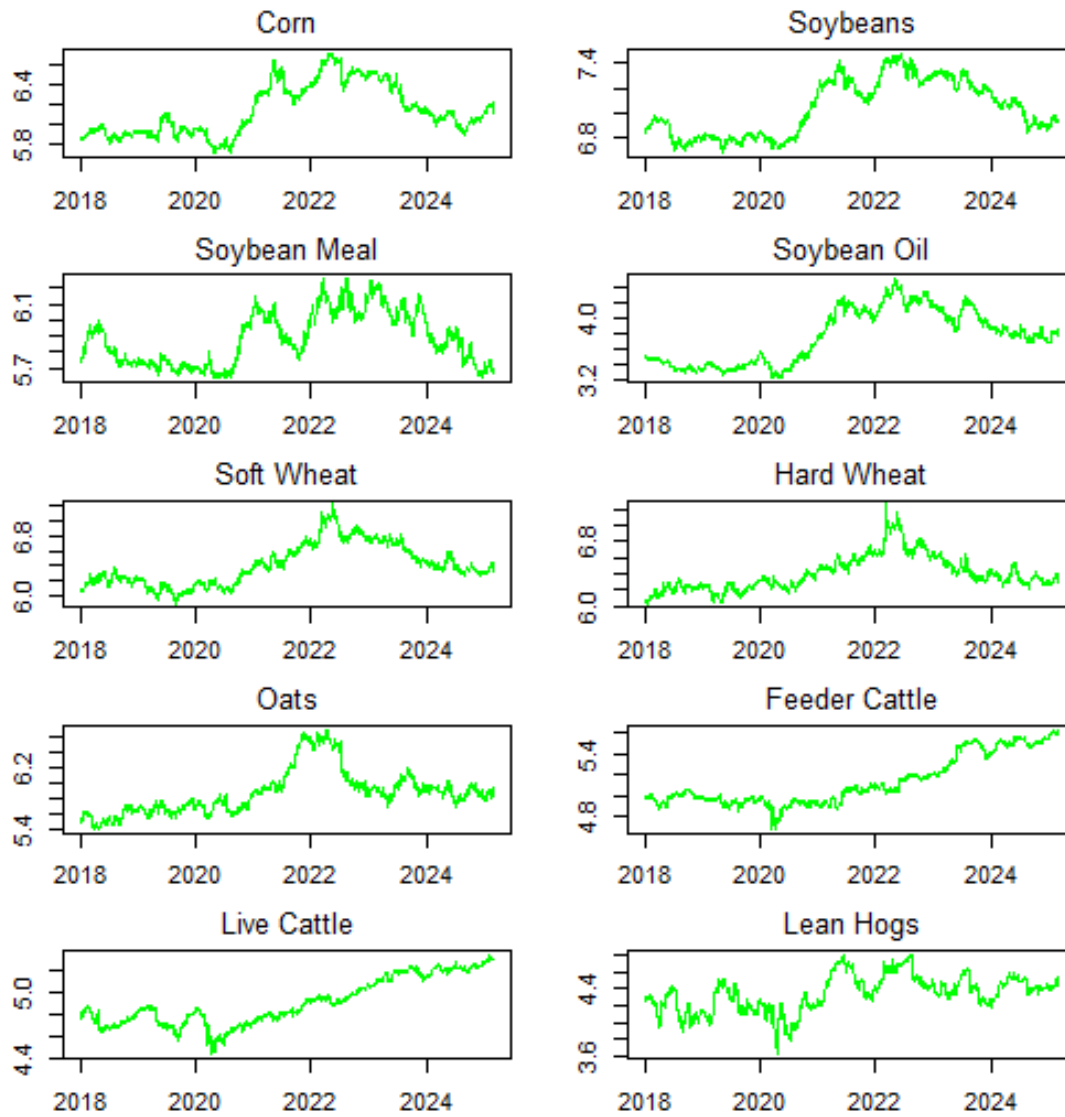 Corn
5.8 6.4
2018 2020 2022 2024
Soybeans
6.8 7.4
2018 2020 2022 2024
Soybean Meal
5.7 6.1
2018 2020 2022 2024
Soybean Oil
3.2 4.0
2018 2020 2022 2024
Soft Wheat
6.0 6.8
2018 2020 2022 2024
Hard Wheat
6.0 6.8
2018 2020 2022 2024
Oats
5.4 6.2
2018 2020 2022 2024
Feeder Cattle
4.8 5.4
2018 2020 2022 2024
Live Cattle
4.4 5.0
2018 2020 2022 2024
Lean Hogs
3.6 4.4
2018 2020 2022 2024